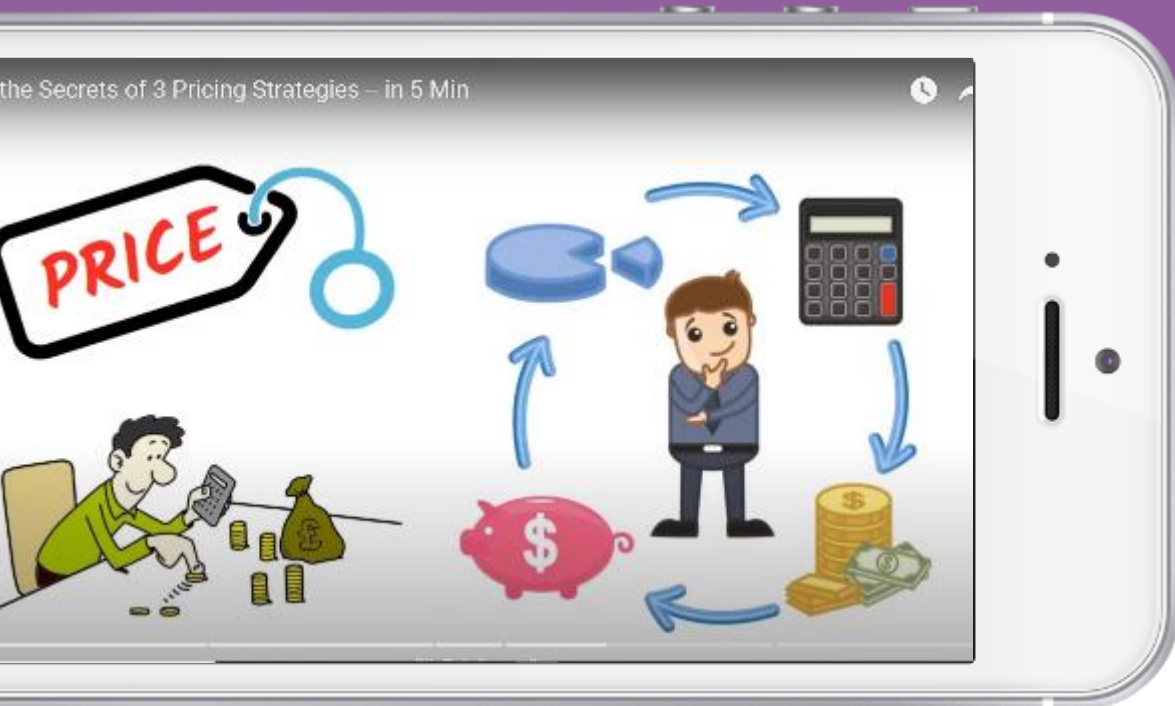 the Secrets of 3 Pricing Strategies – in 5 Min
PRICE
$
£
$